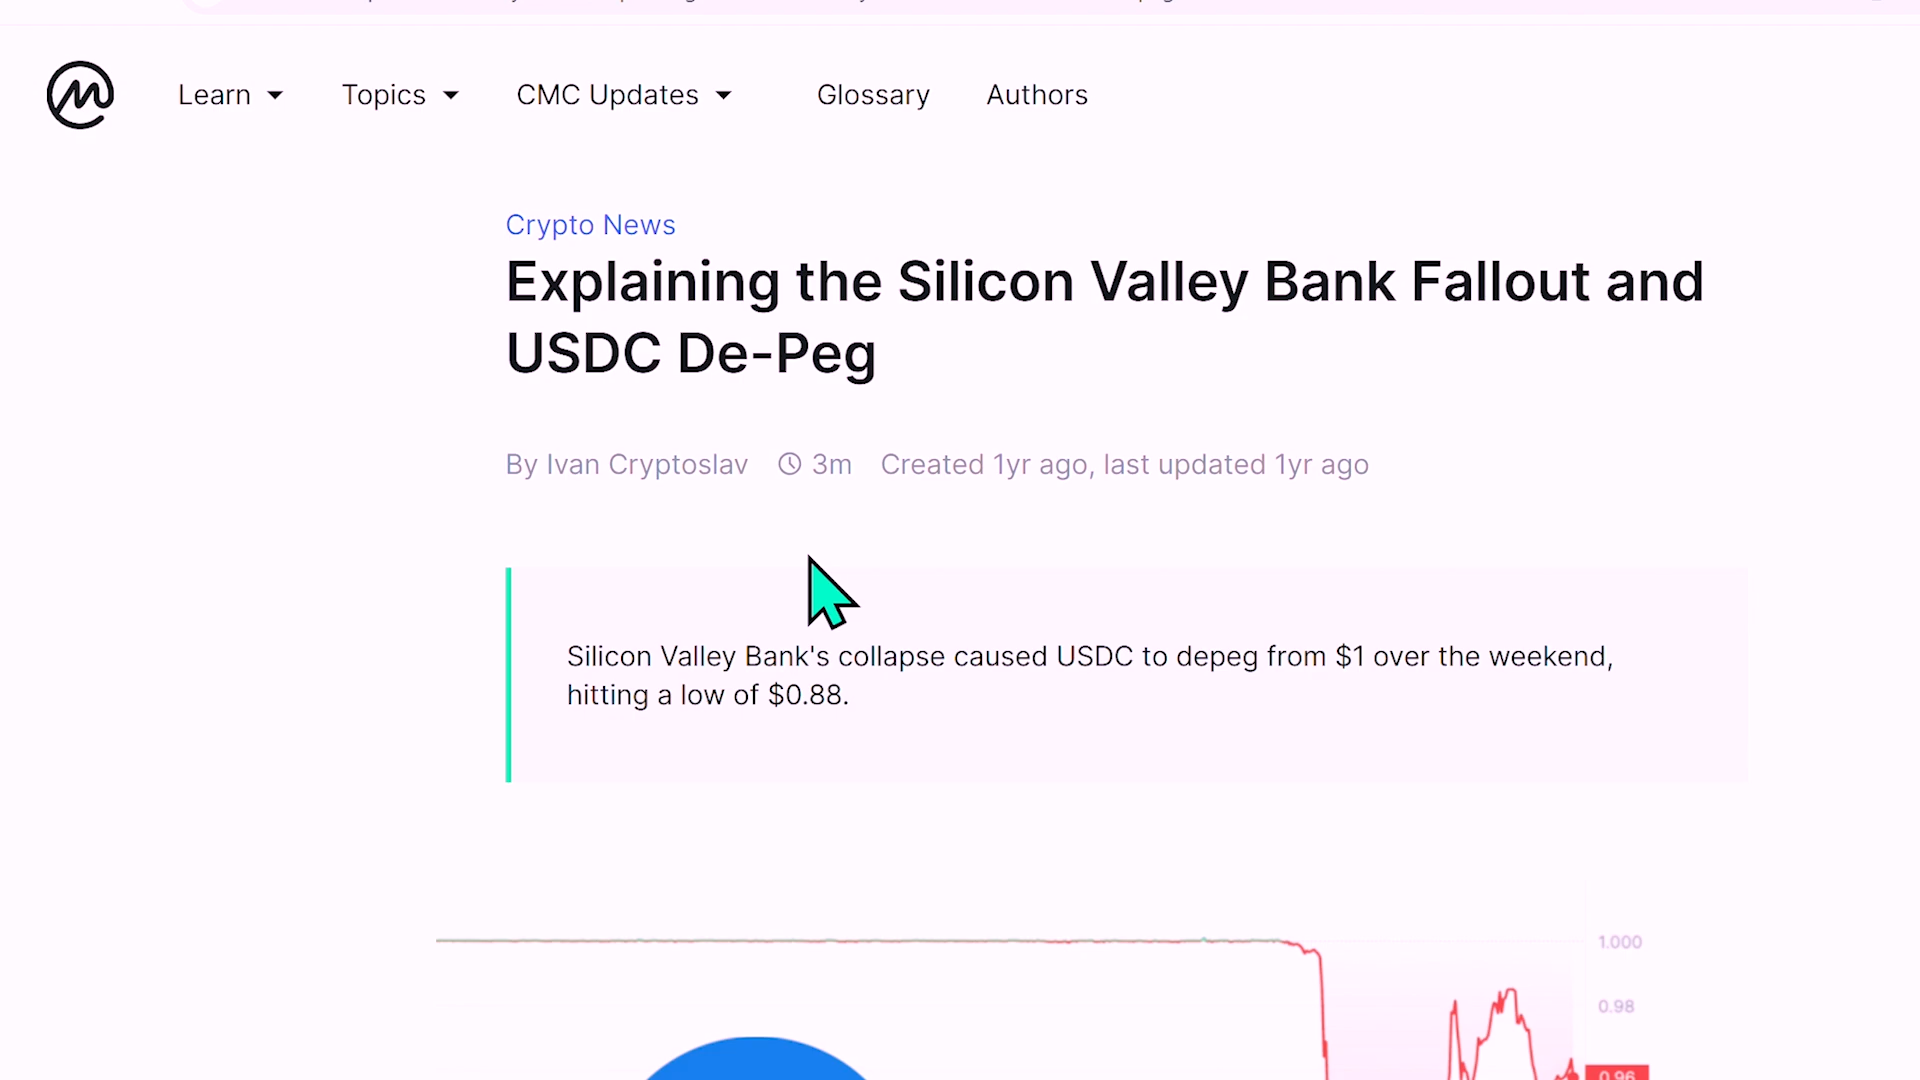 Learn
Topics
CMC Updates
Glossary
Authors
Crypto News
Explaining the Silicon Valley Bank Fallout and
USDC De-Peg
By Ivan Cryptoslav
3m
Created 1yr ago, last updated 1yr ago
Silicon Valley Bank's collapse caused USDC to depeg from $1 over the weekend,
hitting a low of $0.88.
1.000
0.98
0.96